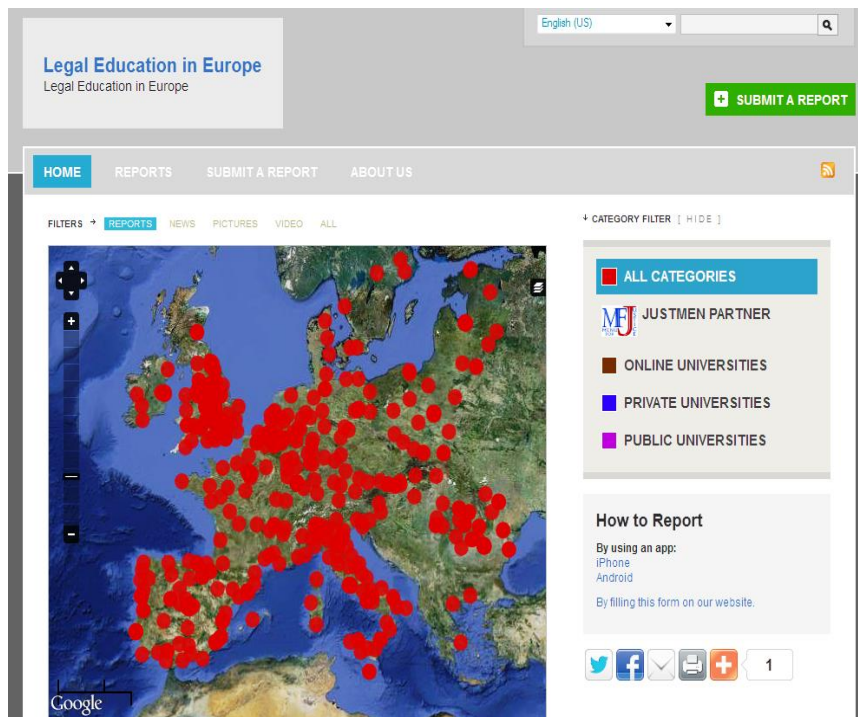 English (US)
Legal Education in Europe
Legal Education in Europe
+ SUBMIT A REPORT
HOME REPORTS SUBMIT A REPORT ABOUT US
FILTERS → REPORTS NEWS PICTURES VIDEO ALL
↓ CATEGORY FILTER [ HIDE ]
ALL CATEGORIES
MFJ JUSTMEN PARTNER
ONLINE UNIVERSITIES
PRIVATE UNIVERSITIES
PUBLIC UNIVERSITIES
How to Report
By using an app:
iPhone
Android
By filling this form on our website.
1
Google